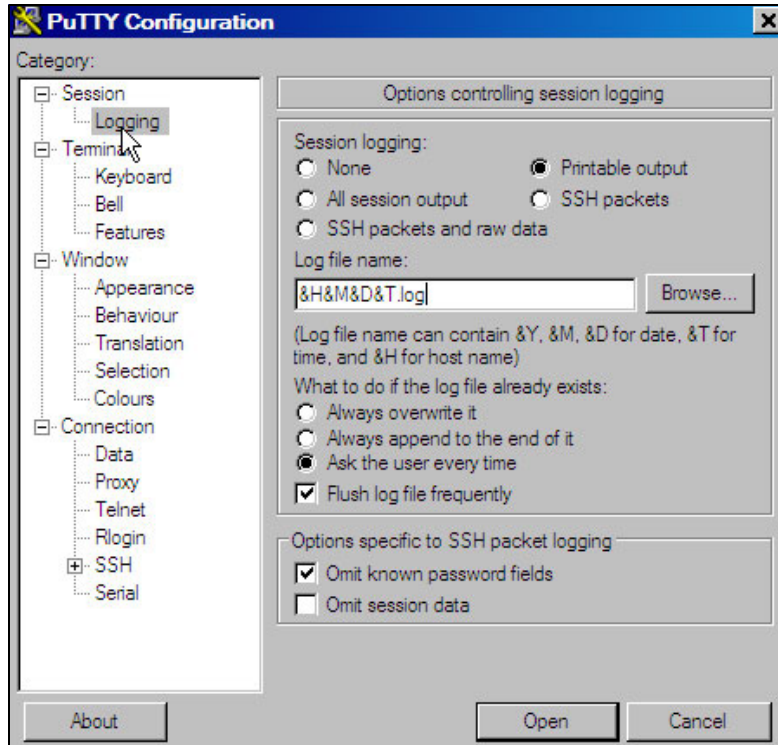 PuTTY Configuration
Category:
Session
Logging
Terminal
Keyboard
Bell
Features
Window
Appearance
Behaviour
Translation
Selection
Colours
Connection
Data
Proxy
Telnet
Rlogin
SSH
Serial
Options controlling session logging
Session logging:
None
Printable output
All session output
SSH packets
SSH packets and raw data
Log file name:
&H&M&D&T.log
Browse...
(Log file name can contain &Y, &M, &D for date, &T for
time, and &H for host name)
What to do if the log file already exists:
Always overwrite it
Always append to the end of it
Ask the user every time
Flush log file frequently
Options specific to SSH packet logging
Omit known password fields
Omit session data
About
Open
Cancel